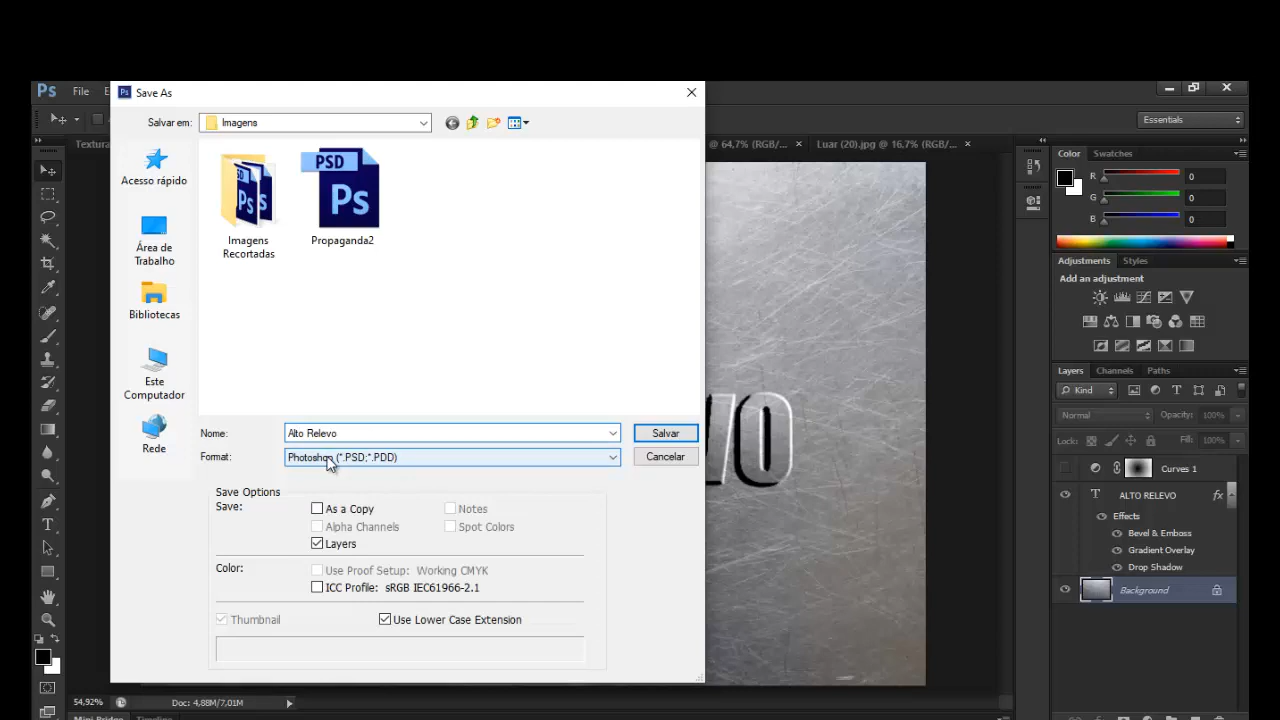 Ps File E
Save As
Salvar em: Imagens
Essentials
Textura
@ 64,7% (RGB/... × Luar (20).jpg @ 16.7% (RGB/... ×
Acesso rápido
Área de
Trabalho
Bibliotecas
Este
Computador
Rede
PSD
Ps
Imagens
Recortadas
Propaganda2
Nome: Alto Relevo
Salvar
Format: Photoshop (*.PSD;*.PDD)
Cancelar
Save Options
Save:
As a Copy
Notes
Alpha Channels
Spot Colors
Layers
Color:
Use Proof Setup: Working CMYK
ICC Profile: sRGB IEC61966-2.1
Thumbnail
Use Lower Case Extension
VO
Color Swatches
R 0
G 0
B 0
Adjustments Styles
Add an adjustment
Layers Channels Paths
Kind
Normal Opacity: 100%
Lock: Fill: 100%
Curves 1
T ALTO RELEVO fx
Effects
Bevel & Emboss
Gradient Overlay
Drop Shadow
Background
54,92% Doc: 4,88M/7,01M
Mini Bridge Timeline